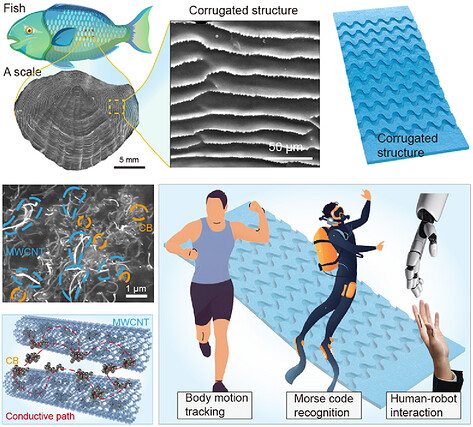 Fish
Corrugated structure
A scale
5 mm
50 μm
Corrugated
structure
MWCNT
CB
1 μm
MWCNT
CB
Conductive path
Body motion
tracking
Morse code
recognition
Human-robot
interaction